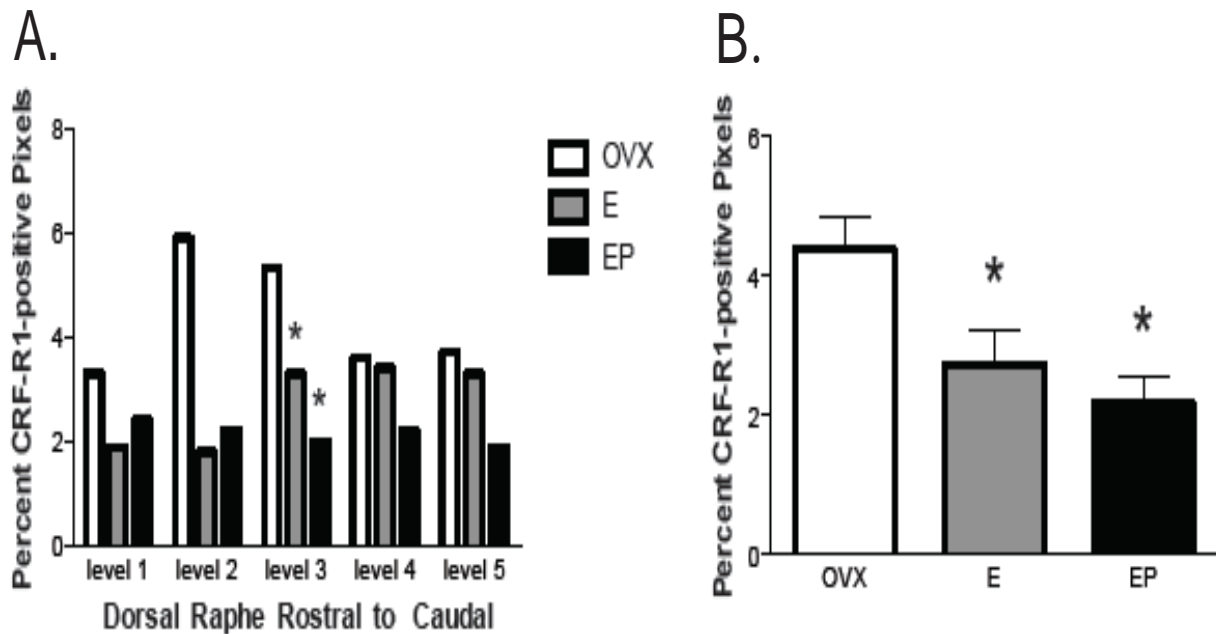 A.
Percent CRF-R1-positive Pixels
8
6
4
2
0
* * 
level 1 level 2 level 3 level 4 level 5
Dorsal Raphe Rostral to Caudal
OVX
E
EP
B.
Percent CRF-R1-positive Pixels
6
4
2
0
* *
OVX E EP